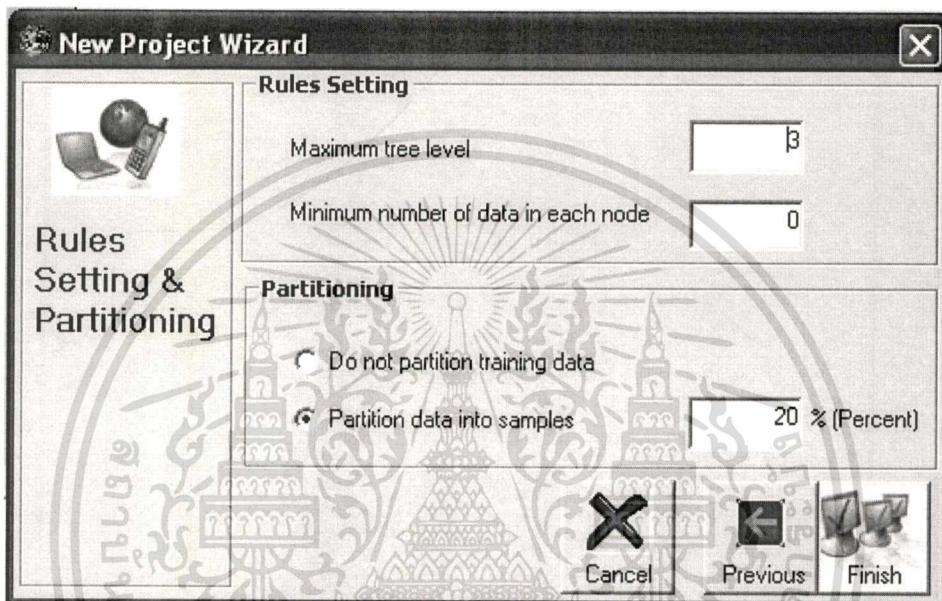 New Project Wizard
Rules
Setting &
Partitioning
Rules Setting
Maximum tree level
3
Minimum number of data in each node
0
Partitioning
Do not partition training data
Partition data into samples
20 % (Percent)
Cancel
Previous
Finish